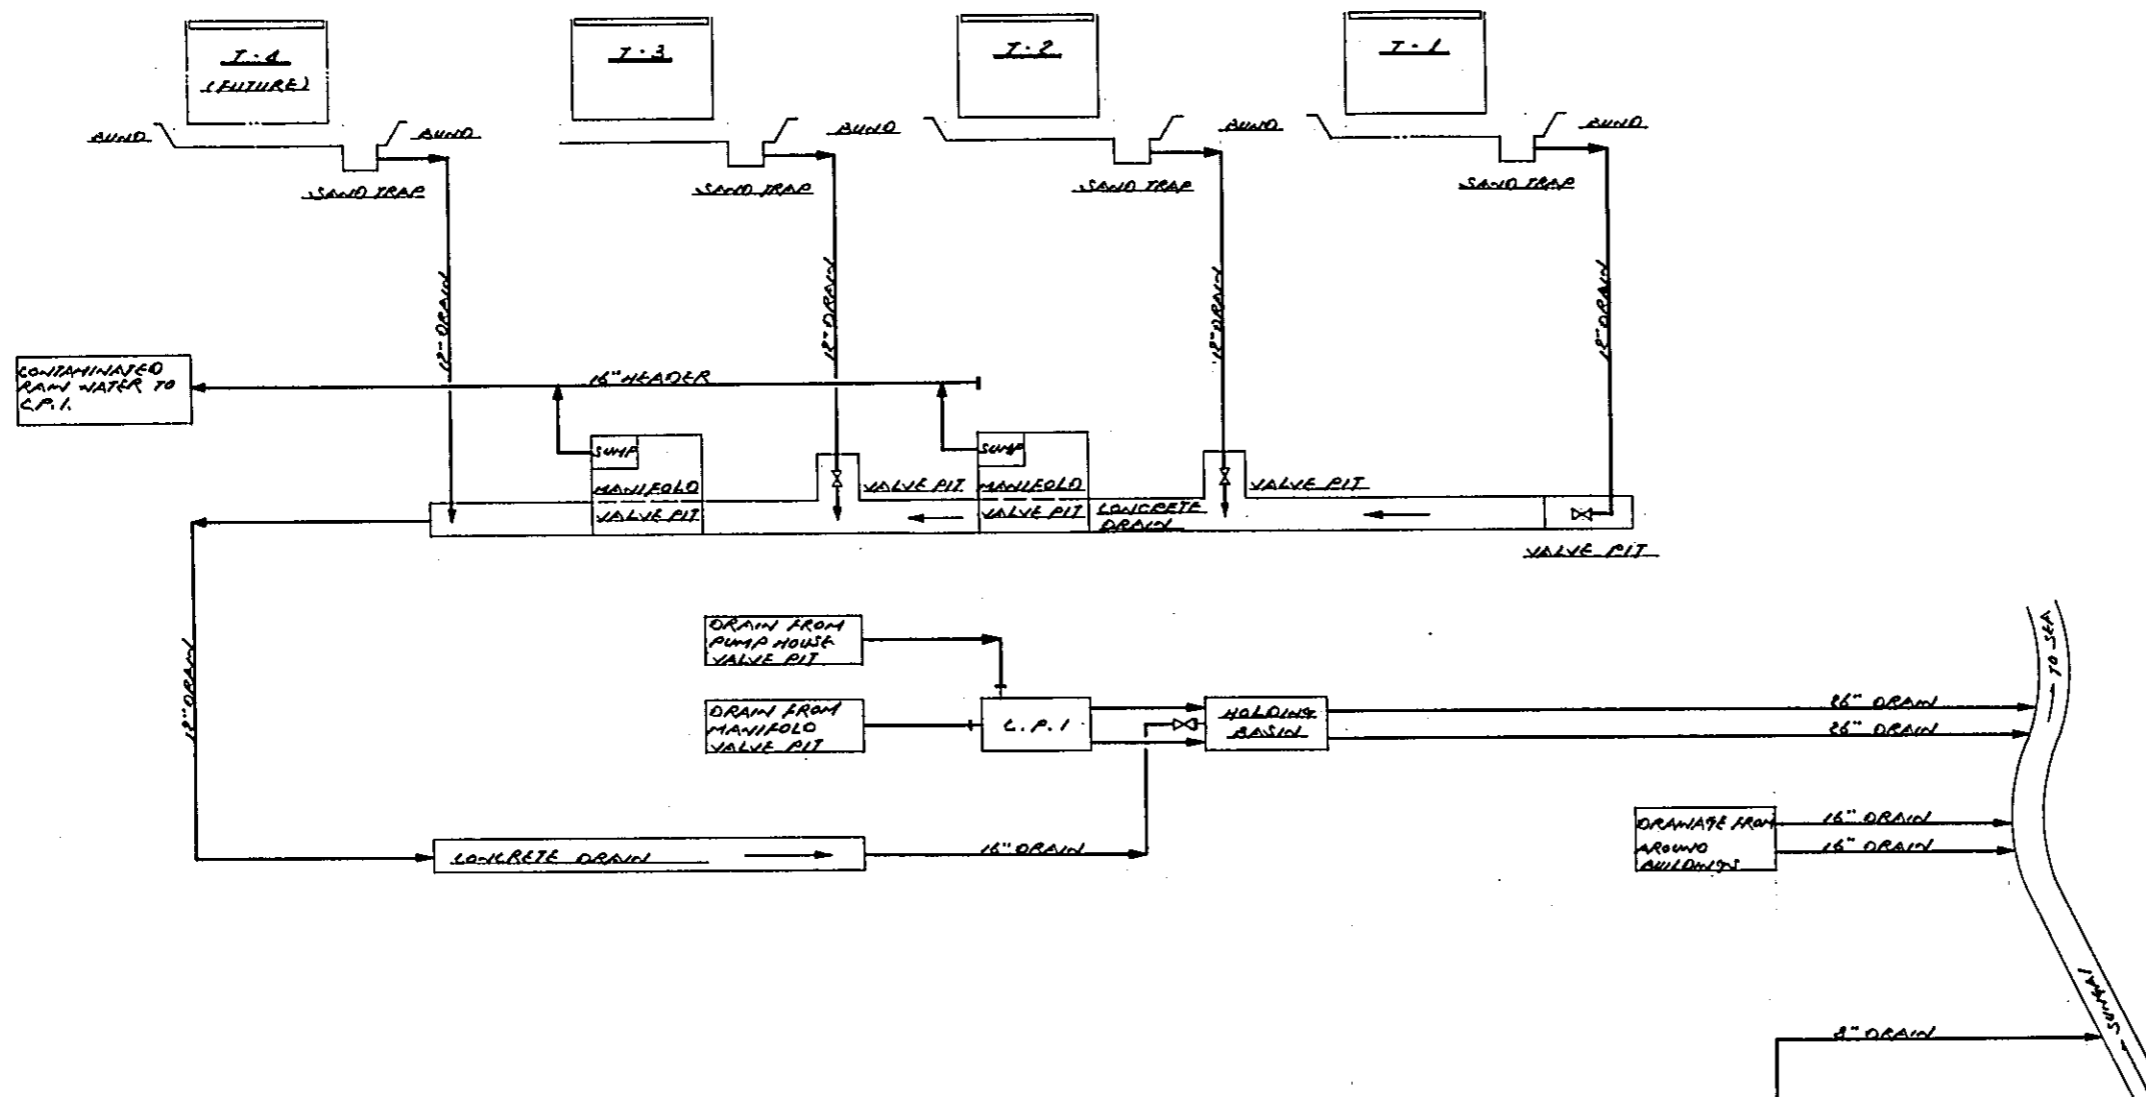 T-4
(FUTURE)
T-3
T-2
T-1
BUND
BUND
BUND
BUND
BUND
SAND TRAP
SAND TRAP
SAND TRAP
SAND TRAP
12" DRAIN
12" DRAIN
12" DRAIN
12" DRAIN
CONTAMINATED
RAIN WATER TO
C.P.I.
16" HEADER
SUMP
MANIFOLD
VALVE PIT
VALVE PIT
SUMP
MANIFOLD
VALVE PIT
CONCRETE
DRAIN
VALVE PIT
VALVE PIT
12" DRAIN
DRAIN FROM
PUMP HOUSE
VALVE PIT
DRAIN FROM
MANIFOLD
VALVE PIT
C.P.I
HOLDING
BASIN
26" DRAIN
26" DRAIN
TO SEA
DRAINAGE FROM
AROUND
BUILDINGS
16" DRAIN
16" DRAIN
CONCRETE DRAIN
16" DRAIN
SUNGAI
8" DRAIN